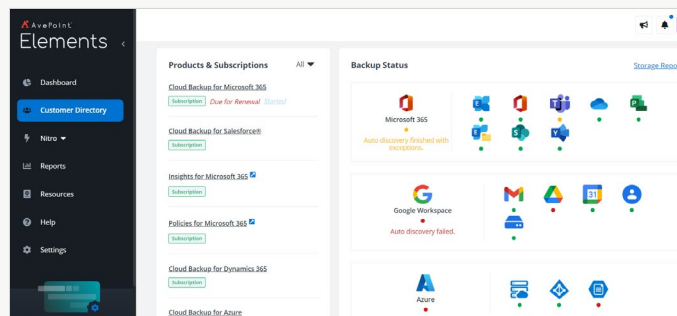 AvePoint
Elements
Dashboard
Customer Directory
Nitro
Reports
Resources
Help
Settings
Products & Subscriptions
All
Cloud Backup for Microsoft 365
Subscription Due for Renewal Started
Cloud Backup for Salesforce®
Subscription
Insights for Microsoft 365
Subscription
Policies for Microsoft 365
Subscription
Cloud Backup for Dynamics 365
Subscription
Cloud Backup for Azure
Backup Status
Storage Repo
Microsoft 365
Auto discovery finished with
exceptions.
Google Workspace
Auto discovery failed.
31
Azure